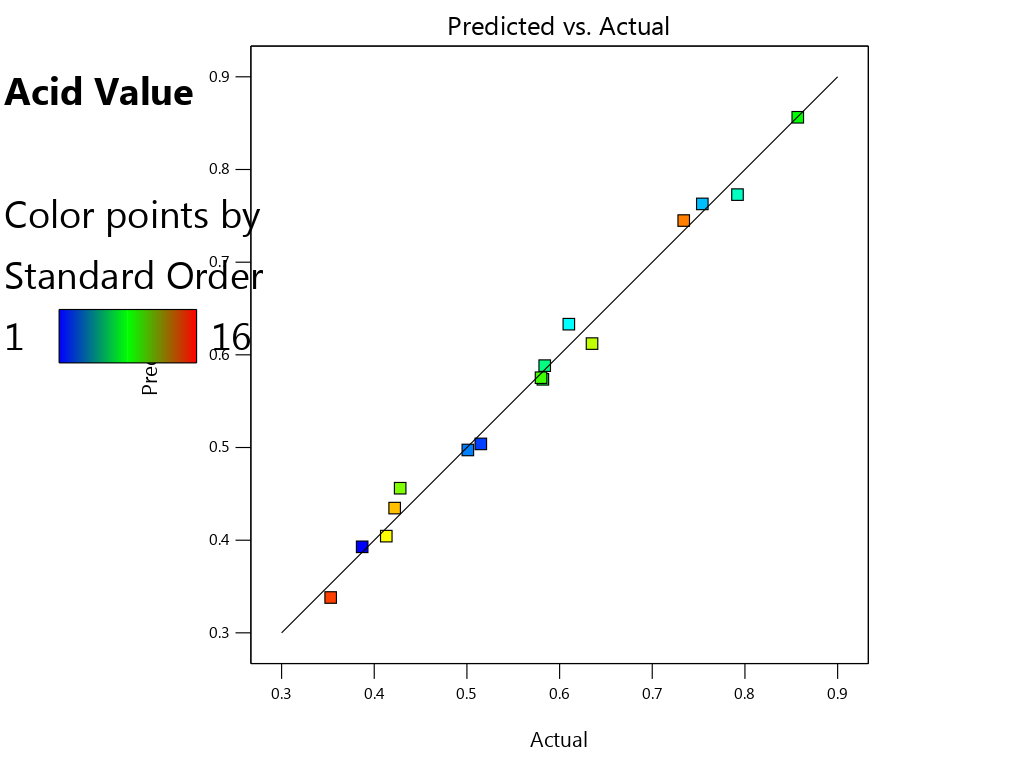 Predicted vs. Actual
Acid Value
Color points by
Standard Order
1 16
0.9
0.8
0.7
0.6
0.5
0.4
0.3
0.3 0.4 0.5 0.6 0.7 0.8 0.9
Actual